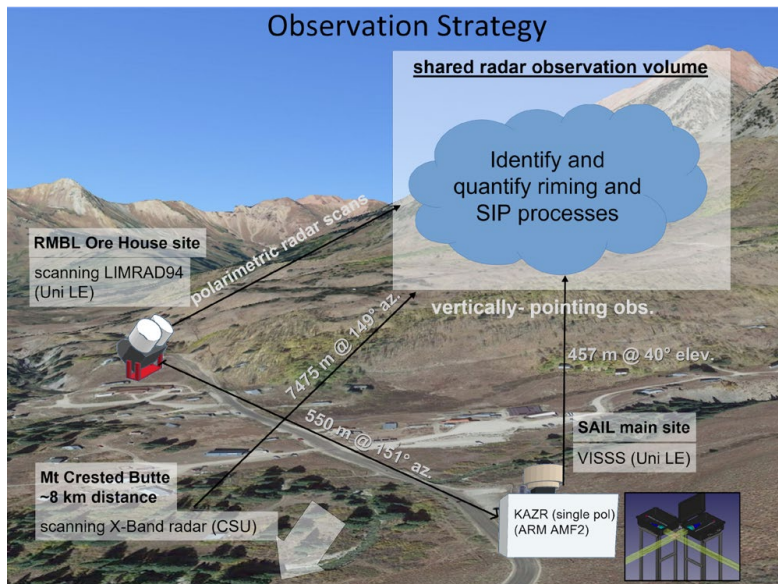 Observation Strategy
shared radar observation volume
Identify and
quantify riming and
SIP processes
RMBL Ore House site
scanning LIMRAD94
(Uni LE)
polarimetric radar scans
vertically- pointing obs.
7475 m @ 149° az.
457 m @ 40° elev.
550 m @ 151° az.
SAIL main site
VISSS (Uni LE)
Mt Crested Butte
~8 km distance
scanning X-Band radar (CSU)
KAZR (single pol)
(ARM AMF2)